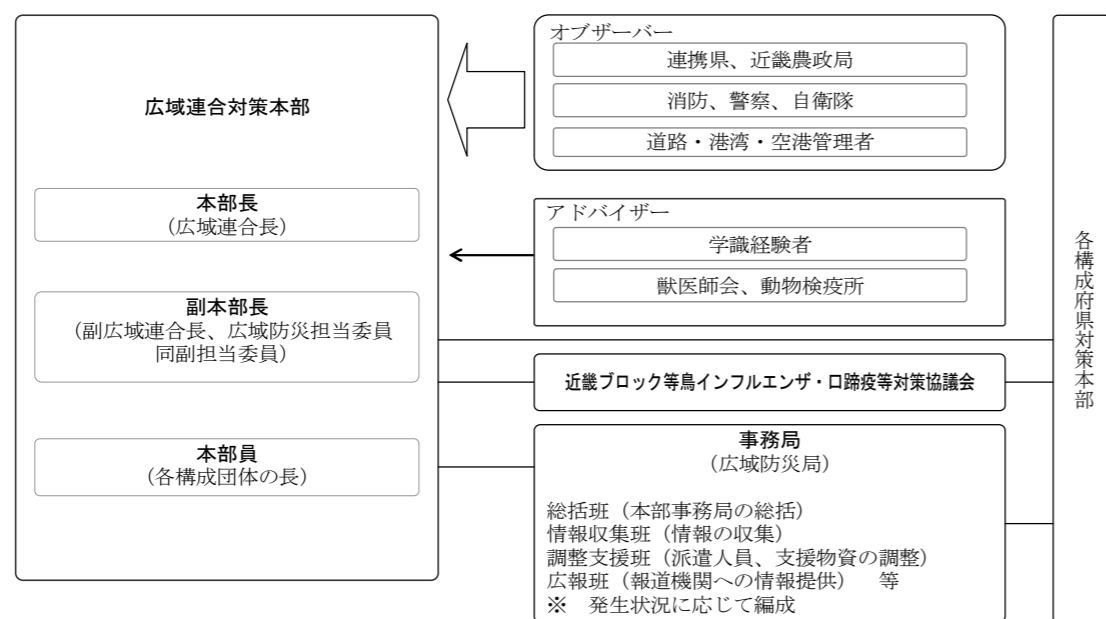 広域連合対策本部
本部長
（広域連合長）
副本部長
（副広域連合長、広域防災担当委員
同副担当委員）
本部員
（各構成団体の長）
オブザーバー
連携県、近畿農政局
消防、警察、自衛隊
道路・港湾・空港管理者
アドバイザー
学識経験者
獣医師会、動物検疫所
近畿ブロック等鳥インフルエンザ・口蹄疫等対策協議会
事務局
（広域防災局）
総括班（本部事務局の総括）
情報収集班（情報の収集）
調整支援班（派遣人員、支援物資の調整）
広報班（報道機関への情報提供）　等
※　発生状況に応じて編成
各構成府県対策本部